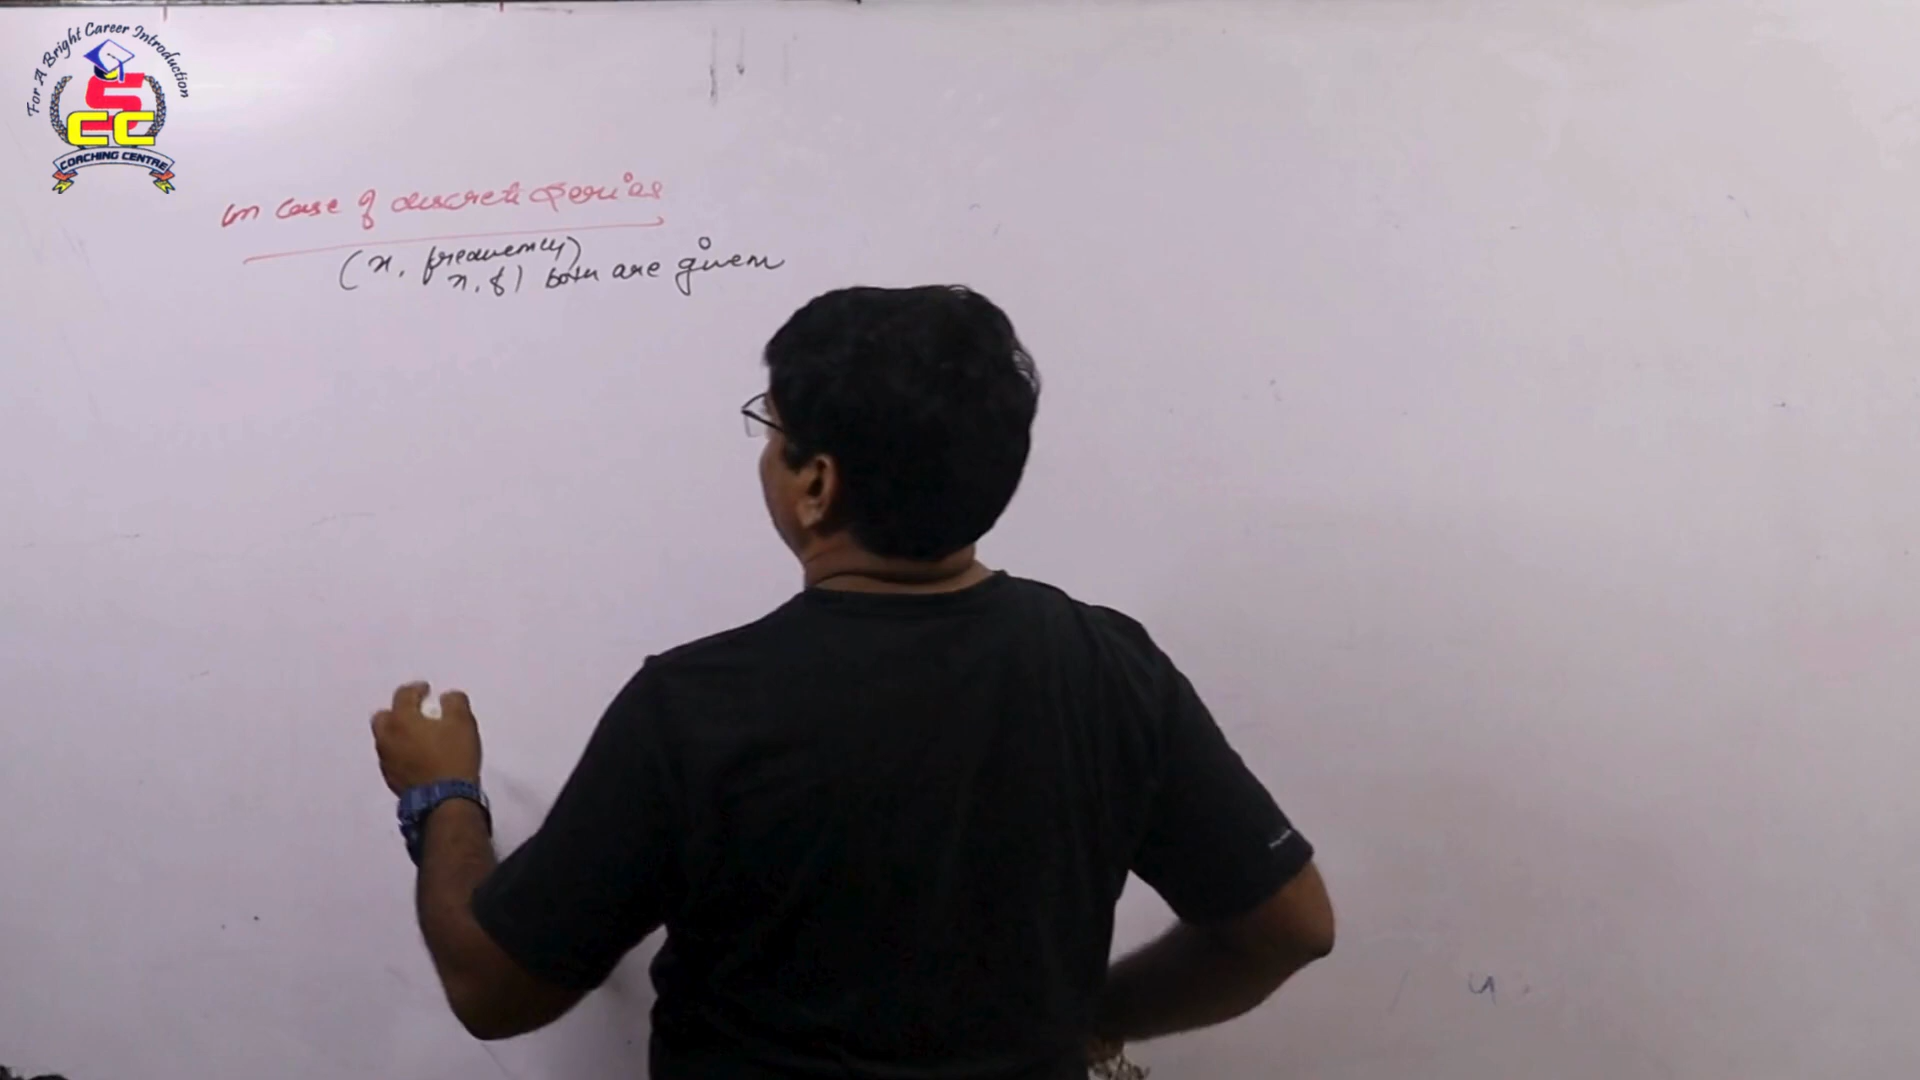 For A Bright Career Introduction
SCC
COACHING CENTRE
In case of discrete series
(x, frequency)
x, f) both are given